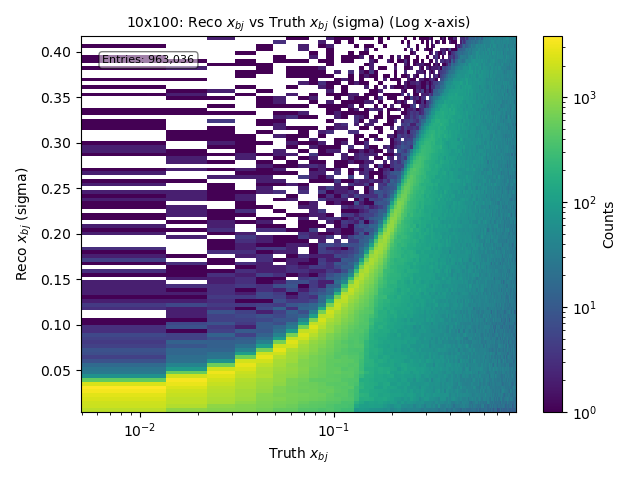 10x100: Reco x_bj vs Truth x_bj (sigma) (Log x-axis)
Entries: 963,036
0.40
0.35
0.30
0.25
0.20
0.15
0.10
0.05
Reco x_bj (sigma)
10^-2
10^-1
Truth x_bj
10^3
10^2
10^1
10^0
Counts